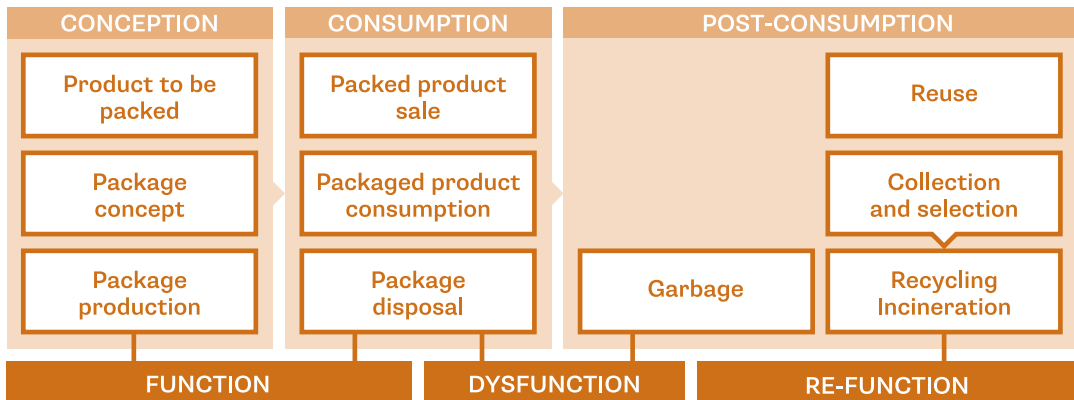 CONCEPTION
Product to be
packed
Package
concept
Package
production
CONSUMPTION
Packed product
sale
Packaged product
consumption
Package
disposal
POST-CONSUMPTION
Garbage
Reuse
Collection
and selection
Recycling
Incineration
FUNCTION
DYSFUNCTION
RE-FUNCTION